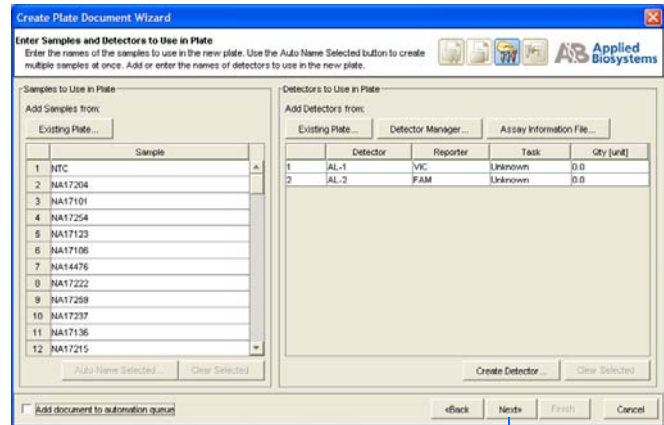 Create Plate Document Wizard
Enter Samples and Detectors to Use in Plate
Enter the names of the samples to use in the new plate. Use the Auto Name Selected button to create
multiple samples at once. Add or enter the names of detectors to use in the new plate.
AB Applied
Biosystems
Samples to Use in Plate
Add Samples from:
Existing Plate...
Sample
1 NTC
2 NA17204
3 NA17101
4 NA17254
5 NA17123
6 NA17106
7 NA14476
8 NA17222
9 NA17259
10 NA17237
11 NA17136
12 NA17215
Auto-Name Selected... Clear Selected
Detectors to Use in Plate
Add Detectors from:
Existing Plate... Detector Manager... Assay Information File...
Detector Reporter Task Qty (unit)
1 AL-1 VIC Unknown 0.0
2 AL-2 FAM Unknown 0.0
Create Detector... Clear Selected
Add document to automation queue
<Back Next> Finish Cancel